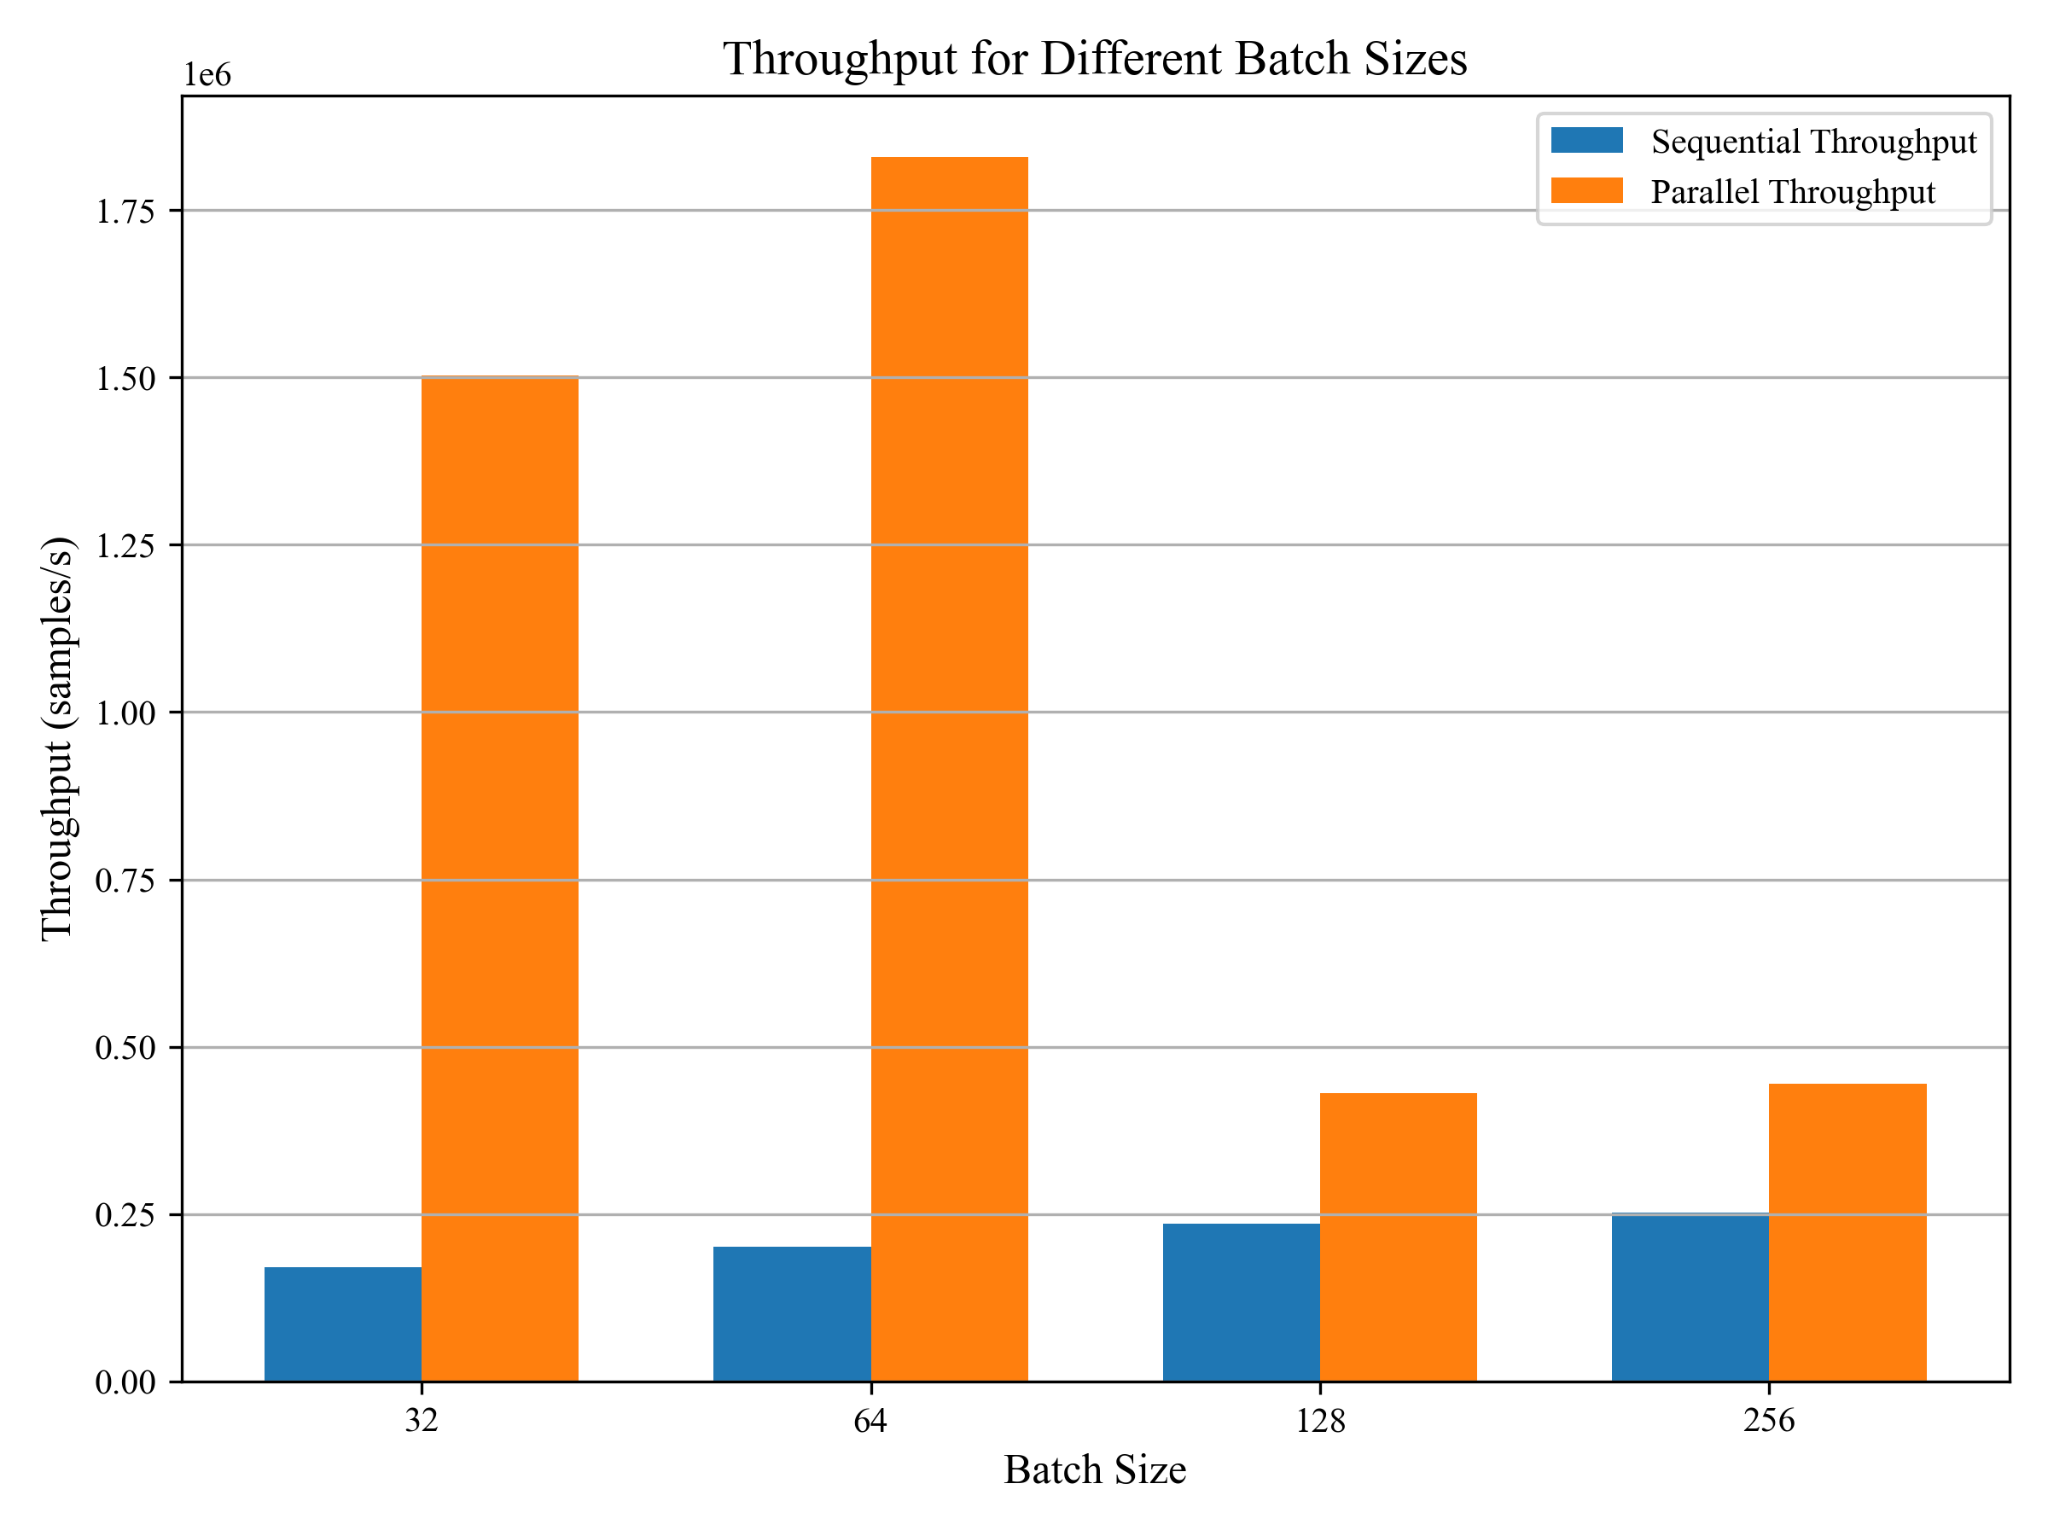 Throughput for Different Batch Sizes
1e6
Sequential Throughput
Parallel Throughput
1.75
1.50
1.25
1.00
0.75
0.50
0.25
0.00
Throughput (samples/s)
32 64 128 256
Batch Size